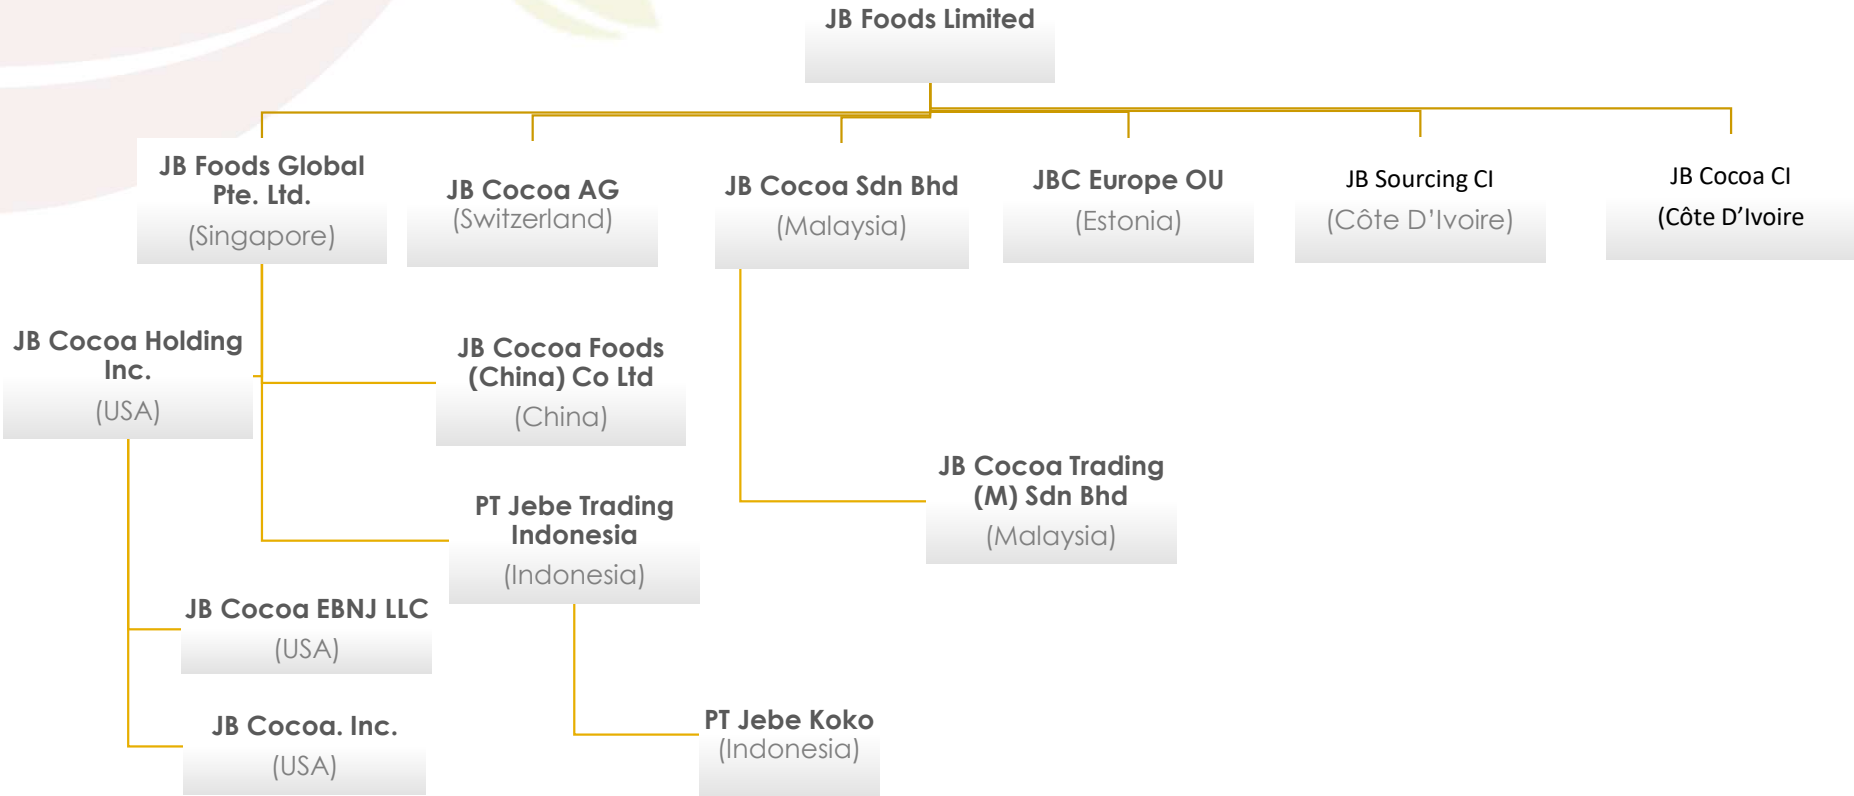 JB Foods Limited
JB Foods Global
Pte. Ltd.
(Singapore)
JB Cocoa AG
(Switzerland)
JB Cocoa Sdn Bhd
(Malaysia)
JBC Europe OU
(Estonia)
JB Sourcing CI
(Côte D’Ivoire)
JB Cocoa CI
(Côte D’Ivoire
JB Cocoa Holding
Inc.
(USA)
JB Cocoa Foods
(China) Co Ltd
(China)
JB Cocoa Trading
(M) Sdn Bhd
(Malaysia)
PT Jebe Trading
Indonesia
(Indonesia)
JB Cocoa EBNJ LLC
(USA)
JB Cocoa. Inc.
(USA)
PT Jebe Koko
(Indonesia)